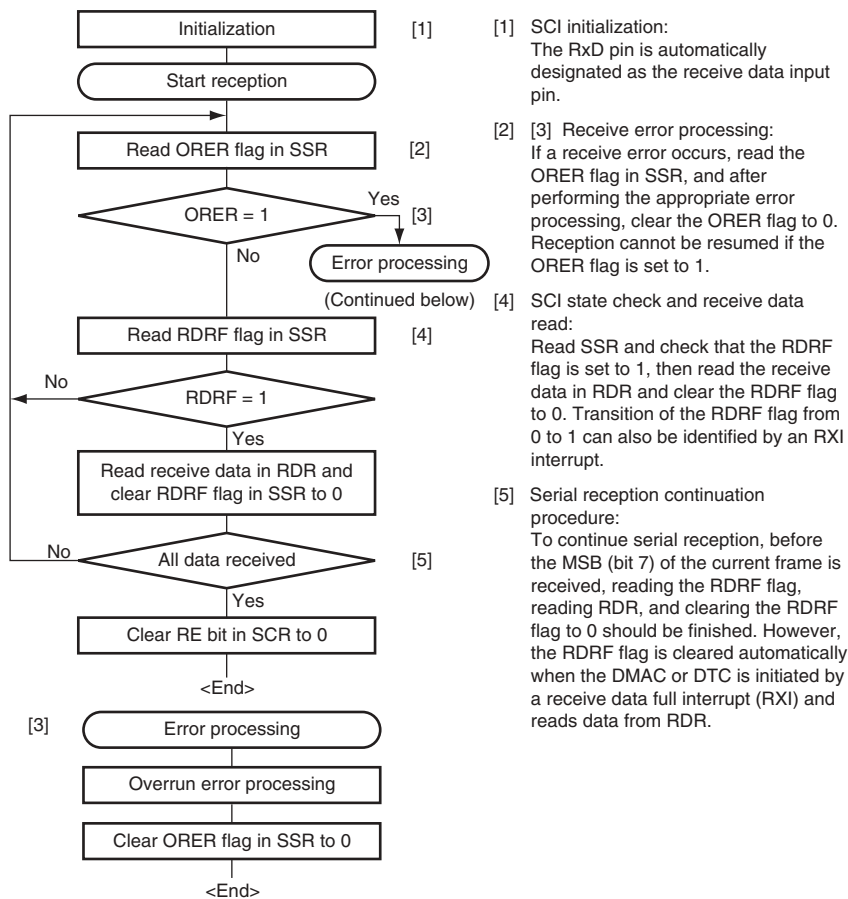 Initialization
[1]
Start reception
Read ORER flag in SSR
[2]
ORER = 1
Yes
[3]
No
Error processing
(Continued below)
Read RDRF flag in SSR
[4]
No
RDRF = 1
Yes
Read receive data in RDR and
clear RDRF flag in SSR to 0
No
All data received
[5]
Yes
Clear RE bit in SCR to 0
<End>
[3]
Error processing
Overrun error processing
Clear ORER flag in SSR to 0
<End>
[1] SCI initialization:
The RxD pin is automatically
designated as the receive data input
pin.
[2] [3] Receive error processing:
If a receive error occurs, read the
ORER flag in SSR, and after
performing the appropriate error
processing, clear the ORER flag to 0.
Reception cannot be resumed if the
ORER flag is set to 1.
[4] SCI state check and receive data
read:
Read SSR and check that the RDRF
flag is set to 1, then read the receive
data in RDR and clear the RDRF flag
to 0. Transition of the RDRF flag from
0 to 1 can also be identified by an RXI
interrupt.
[5] Serial reception continuation
procedure:
To continue serial reception, before
the MSB (bit 7) of the current frame is
received, reading the RDRF flag,
reading RDR, and clearing the RDRF
flag to 0 should be finished. However,
the RDRF flag is cleared automatically
when the DMAC or DTC is initiated by
a receive data full interrupt (RXI) and
reads data from RDR.